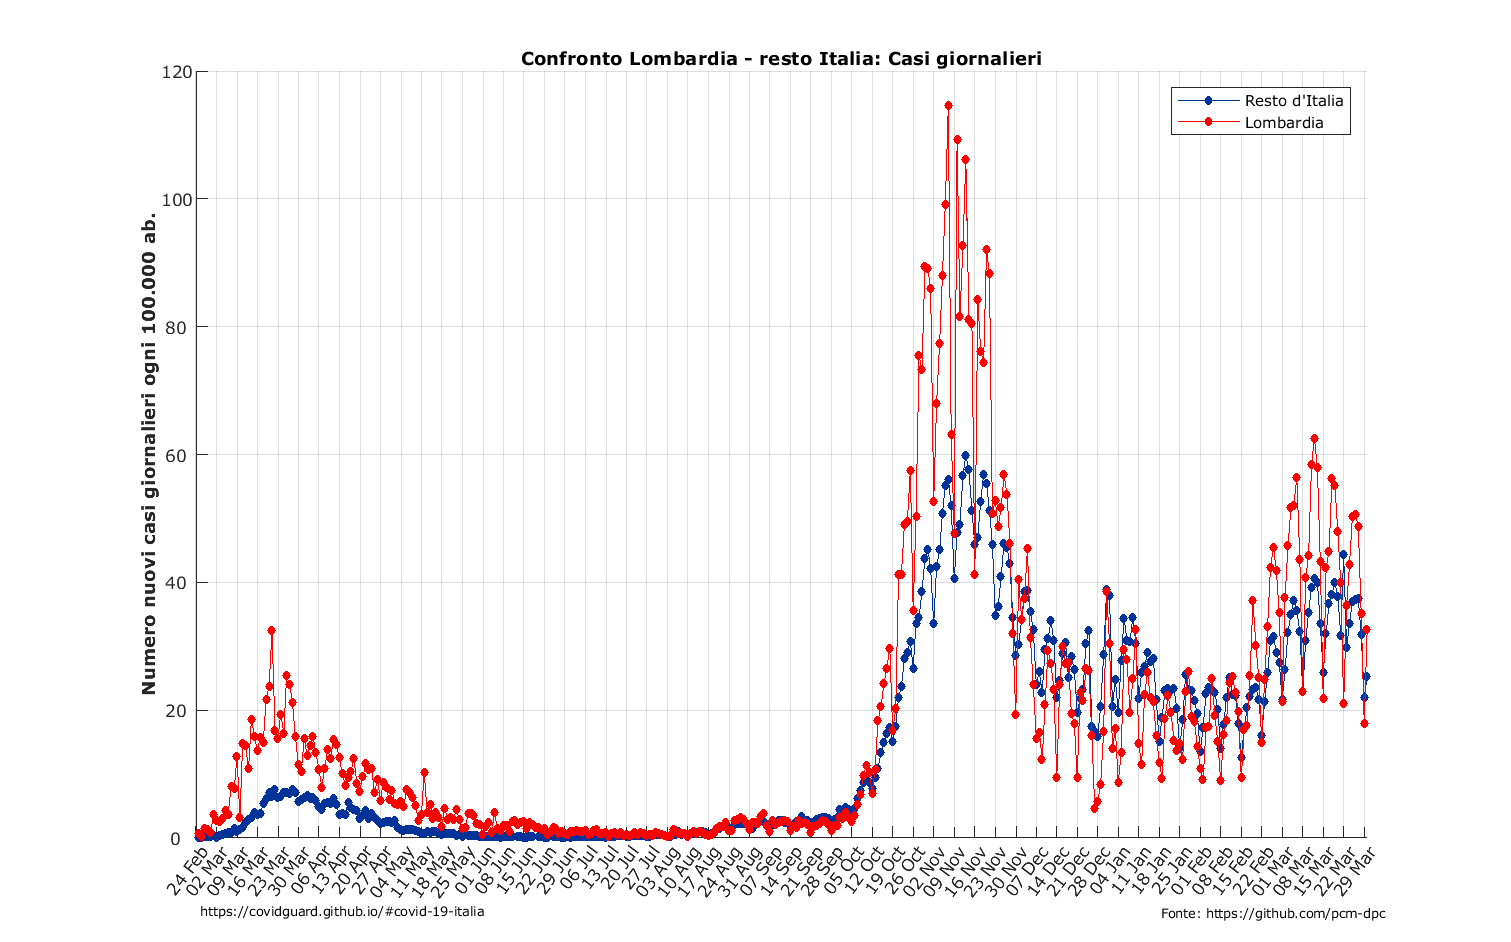 Confronto Lombardia - resto Italia: Casi giornalieri
Resto d'Italia
Lombardia
Numero nuovi casi giornalieri ogni 100.000 ab.
120
100
80
60
40
20
0
24 Feb
02 Mar
09 Mar
16 Mar
23 Mar
30 Mar
06 Apr
13 Apr
20 Apr
27 Apr
04 May
11 May
18 May
25 May
01 Jun
08 Jun
15 Jun
22 Jun
29 Jun
06 Jul
13 Jul
20 Jul
27 Jul
03 Aug
10 Aug
17 Aug
24 Aug
31 Aug
07 Sep
14 Sep
21 Sep
28 Sep
05 Oct
12 Oct
19 Oct
26 Oct
02 Nov
09 Nov
16 Nov
23 Nov
30 Nov
07 Dec
14 Dec
21 Dec
28 Dec
04 Jan
11 Jan
18 Jan
25 Jan
01 Feb
08 Feb
15 Feb
22 Feb
01 Mar
08 Mar
15 Mar
22 Mar
29 Mar
https://covidguard.github.io/#covid-19-italia
Fonte: https://github.com/pcm-dpc